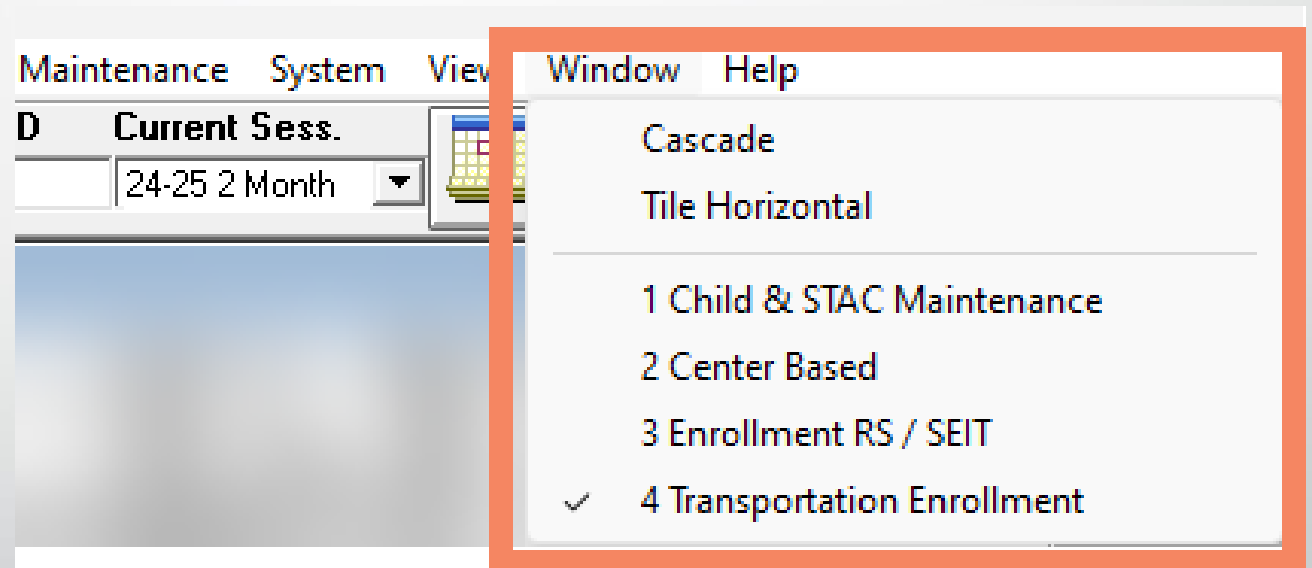 Maintenance System View Window Help
D Current Sess.
24-25 2 Month
Cascade
Tile Horizontal
1 Child & STAC Maintenance
2 Center Based
3 Enrollment RS / SEIT
✓ 4 Transportation Enrollment